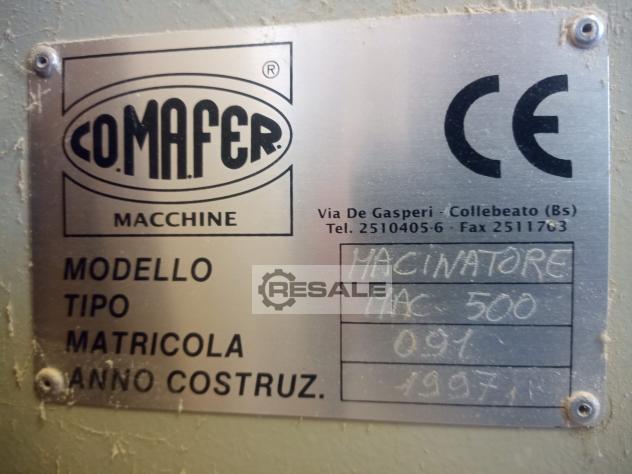 ®
CO.MA.FER.
MACCHINE
CE
Via De Gasperi - Collebeato (Bs)
Tel. 2510405-6 - Fax 2511763
MODELLO MACINATORE
TIPO MAC 500
RESALE
MATRICOLA 091
ANNO COSTRUZ. 1997